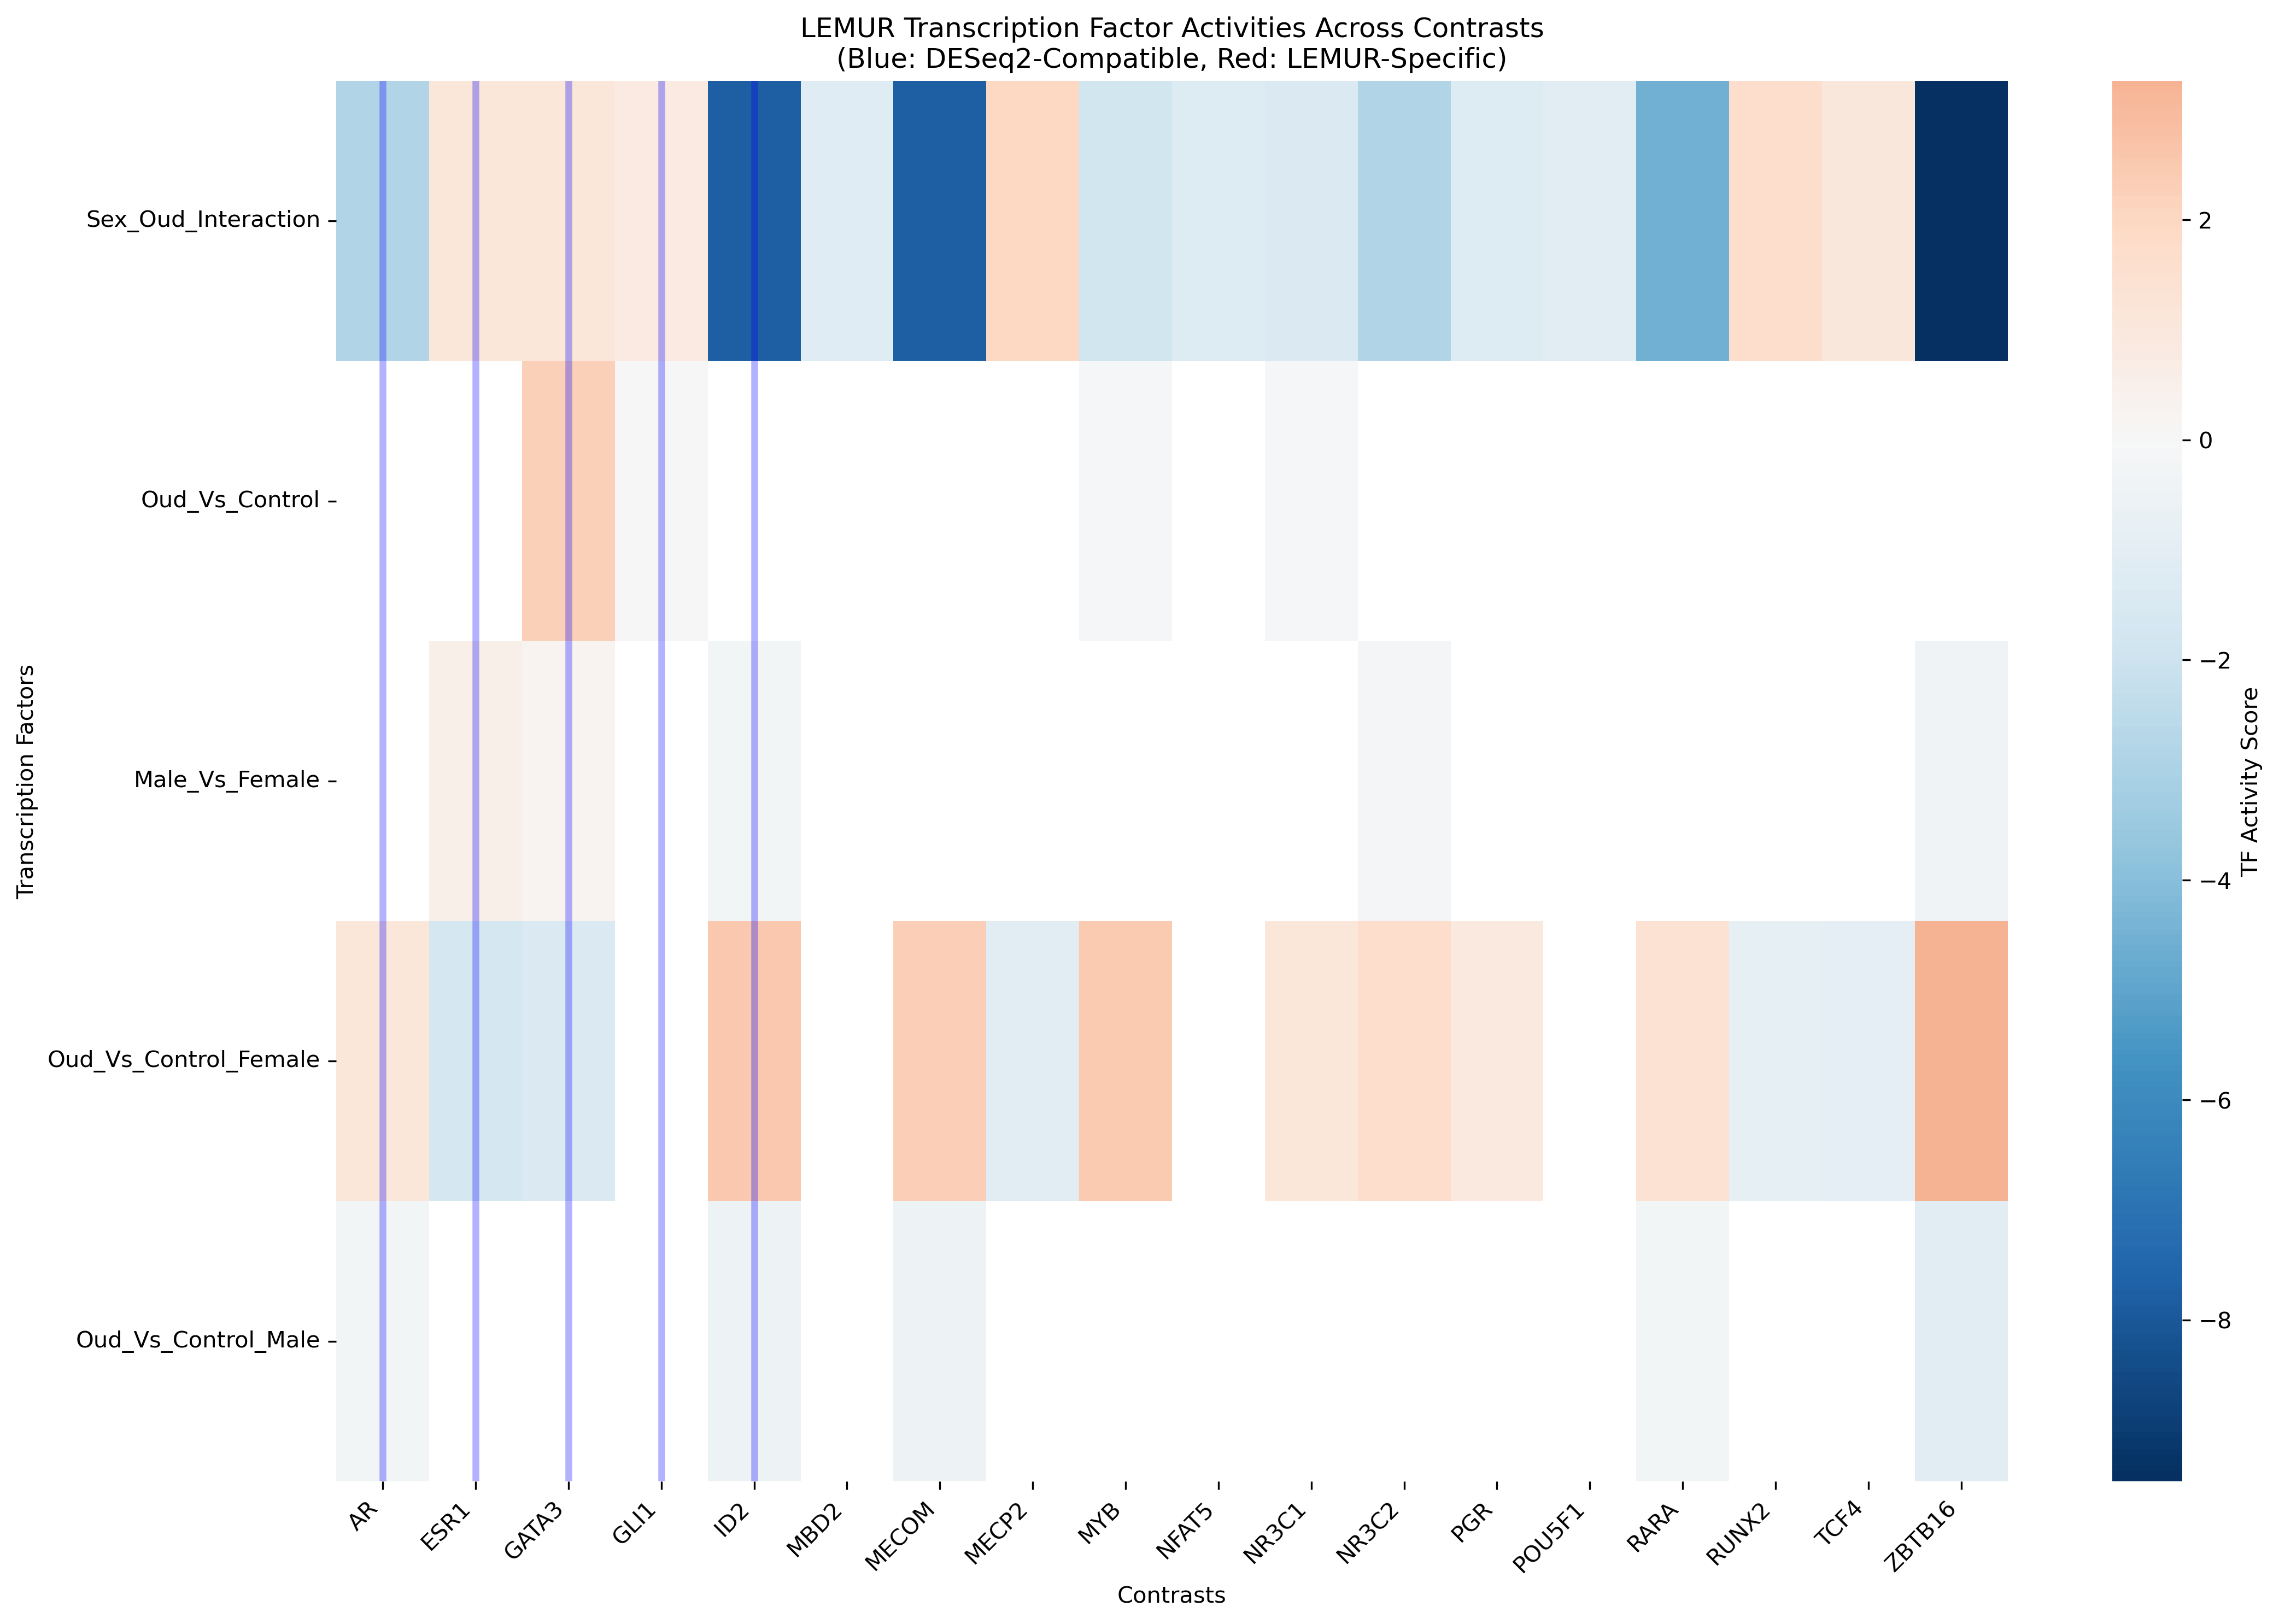 LEMUR Transcription Factor Activities Across Contrasts
(Blue: DESeq2-Compatible, Red: LEMUR-Specific)
Transcription Factors
Sex_Oud_Interaction
Oud_Vs_Control
Male_Vs_Female
Oud_Vs_Control_Female
Oud_Vs_Control_Male
AR
ESR1
GATA3
GLI1
ID2
MBD2
MECOM
MECP2
MYB
NFAT5
NR3C1
NR3C2
PGR
POU5F1
RARA
RUNX2
TCF4
ZBTB16
Contrasts
2
0
−2
−4
−6
−8
TF Activity Score